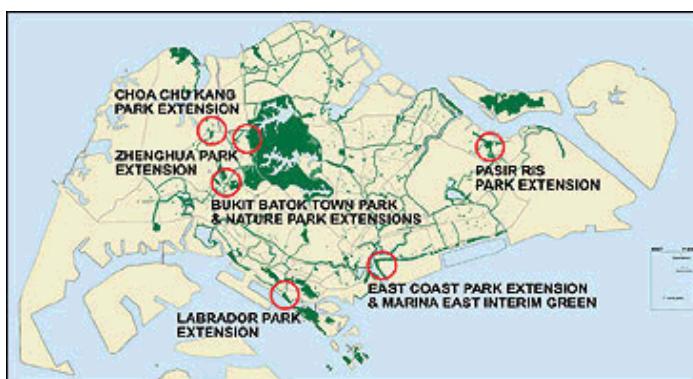 CHOA CHU KANG
PARK EXTENSION
ZHENGHUA PARK
EXTENSION
BUKIT BATOK TOWN PARK
& NATURE PARK EXTENSIONS
PASIR RIS
PARK EXTENSION
EAST COAST PARK EXTENSION
& MARINA EAST INTERIM GREEN
LABRADOR PARK
EXTENSION